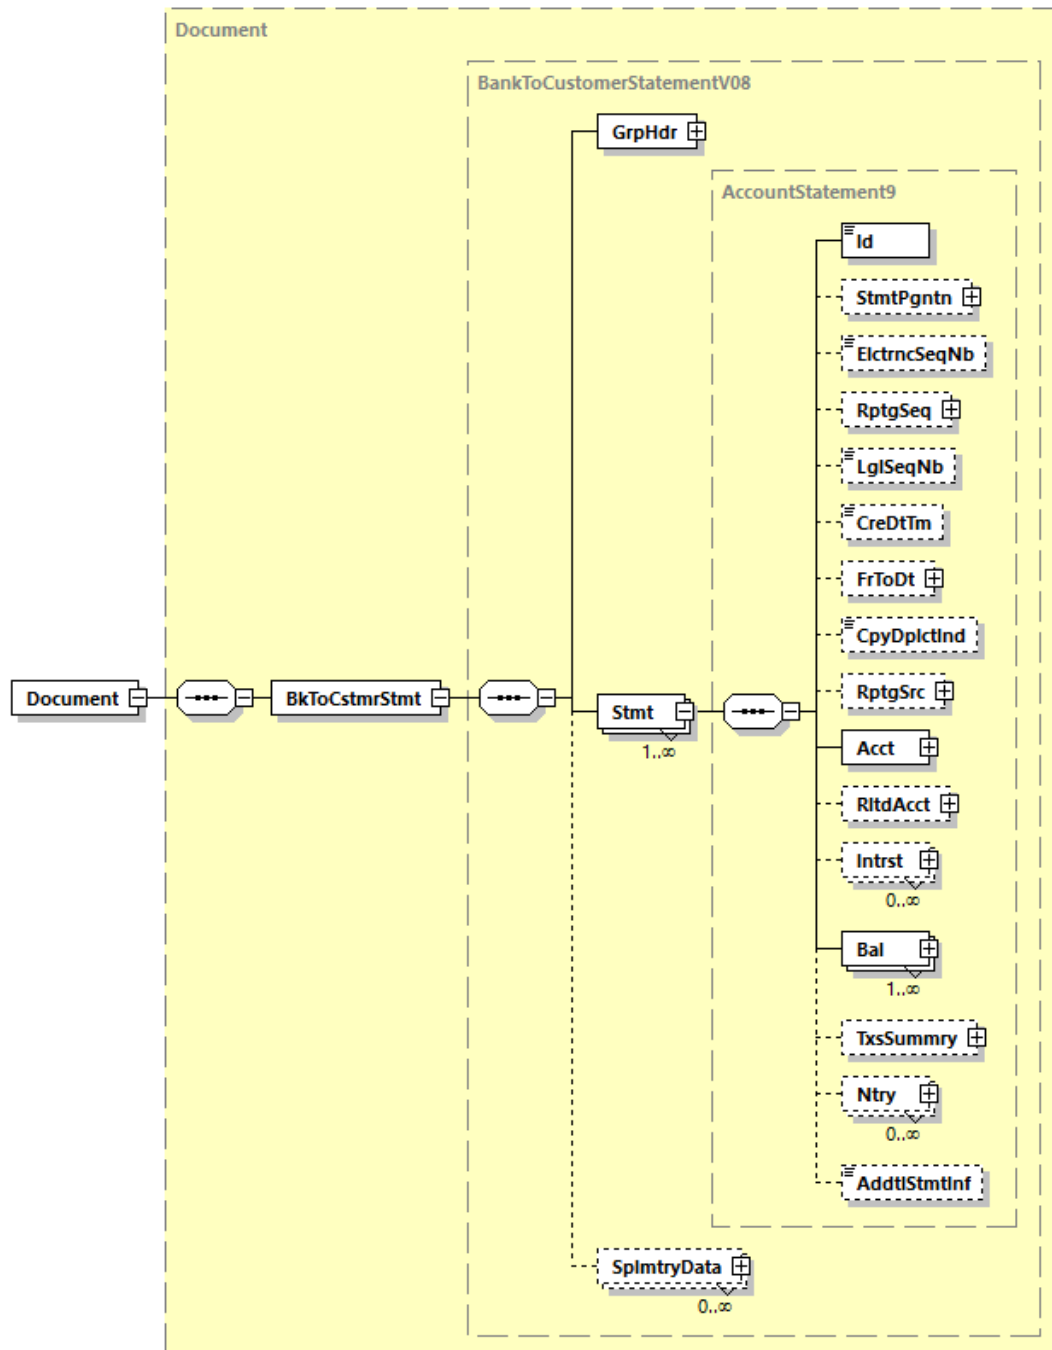 Document
BankToCustomerStatementV08
GrpHdr
AccountStatement9
Id
StmtPgntn
ElctrncSeqNb
RptgSeq
LglSeqNb
CreDtTm
FrToDt
CpyDplctInd
RptgSrc
Document
BkToCstmrStmt
Stmt
1..∞
Acct
RltdAcct
Intrst
0..∞
Bal
1..∞
TxsSummry
Ntry
0..∞
AddtlStmtInf
SplmtryData
0..∞